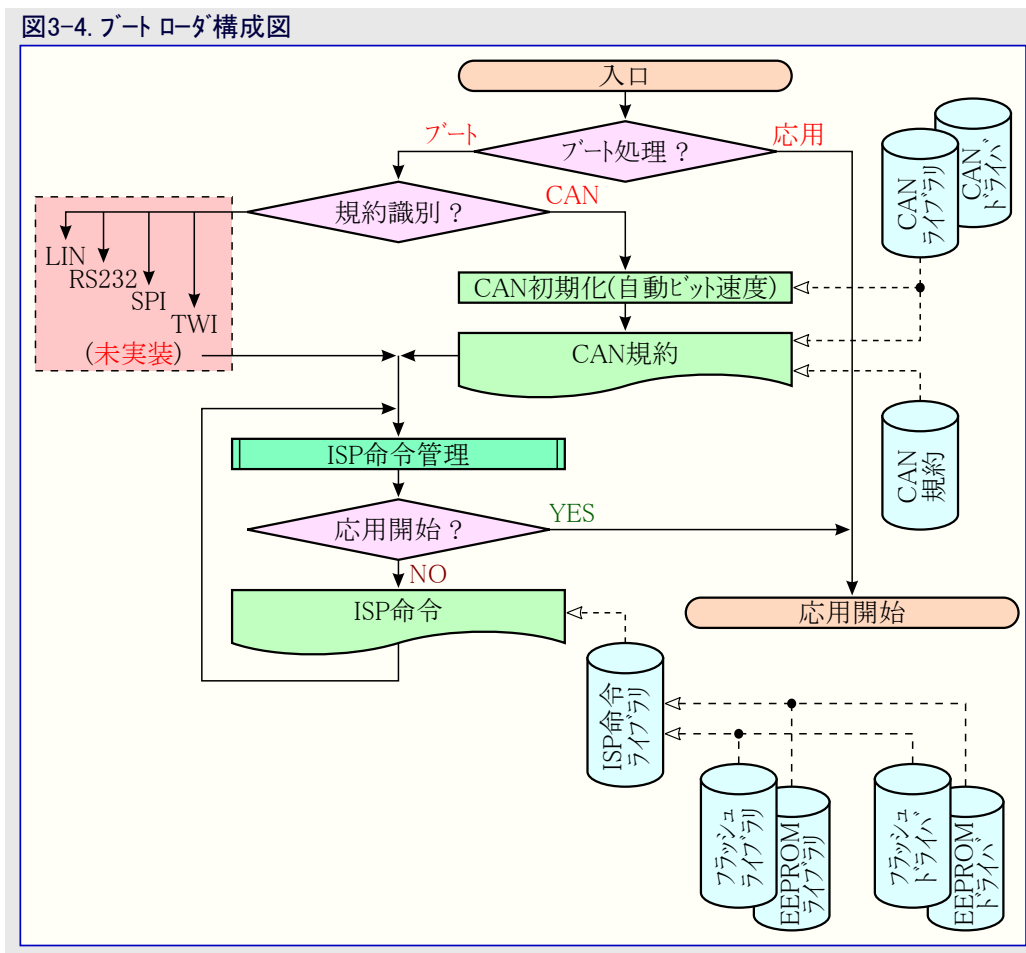 図3-4. ブート ローダ構成図
入口
ブート
ブート処理？
応用
CAN
ライブラリ
CAN
ドライバ
規約識別？
CAN
LIN
RS232
SPI
TWI
(未実装)
CAN初期化(自動ビット速度)
CAN規約
CAN
規約
ISP命令管理
応用開始？
YES
NO
ISP命令
応用開始
ISP命令
ライブラリ
フラッシュ
ライブラリ
EEPROM
ライブラリ
フラッシュ
ドライバ
EEPROM
ドライバ